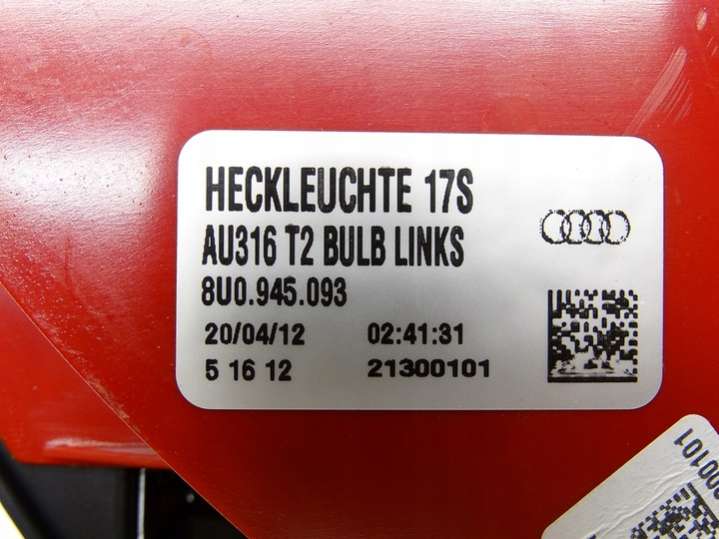 HECKLEUCHTE 17S
AU316 T2 BULB LINKS
8U0.945.093
20/04/12 02:41:31
5 16 12 21300101